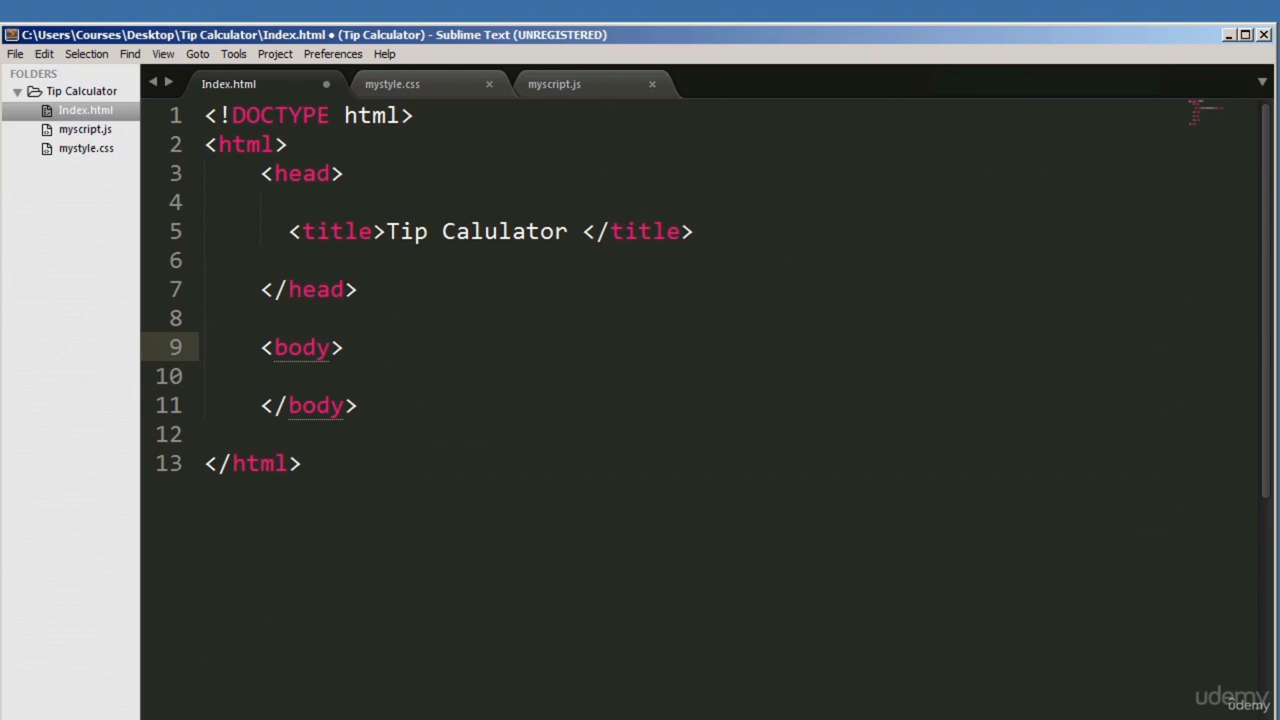 C:\Users\Courses\Desktop\Tip Calculator\Index.html • (Tip Calculator) - Sublime Text (UNREGISTERED)
File Edit Selection Find View Goto Tools Project Preferences Help
FOLDERS
Tip Calculator
Index.html
myscript.js
mystyle.css
Index.html mystyle.css myscript.js
1 <!DOCTYPE html>
2 <html>
3 <head>
4
5 <title>Tip Calulator </title>
6
7 </head>
8
9 <body>
10
11 </body>
12
13 </html>
udemy
ûdemy